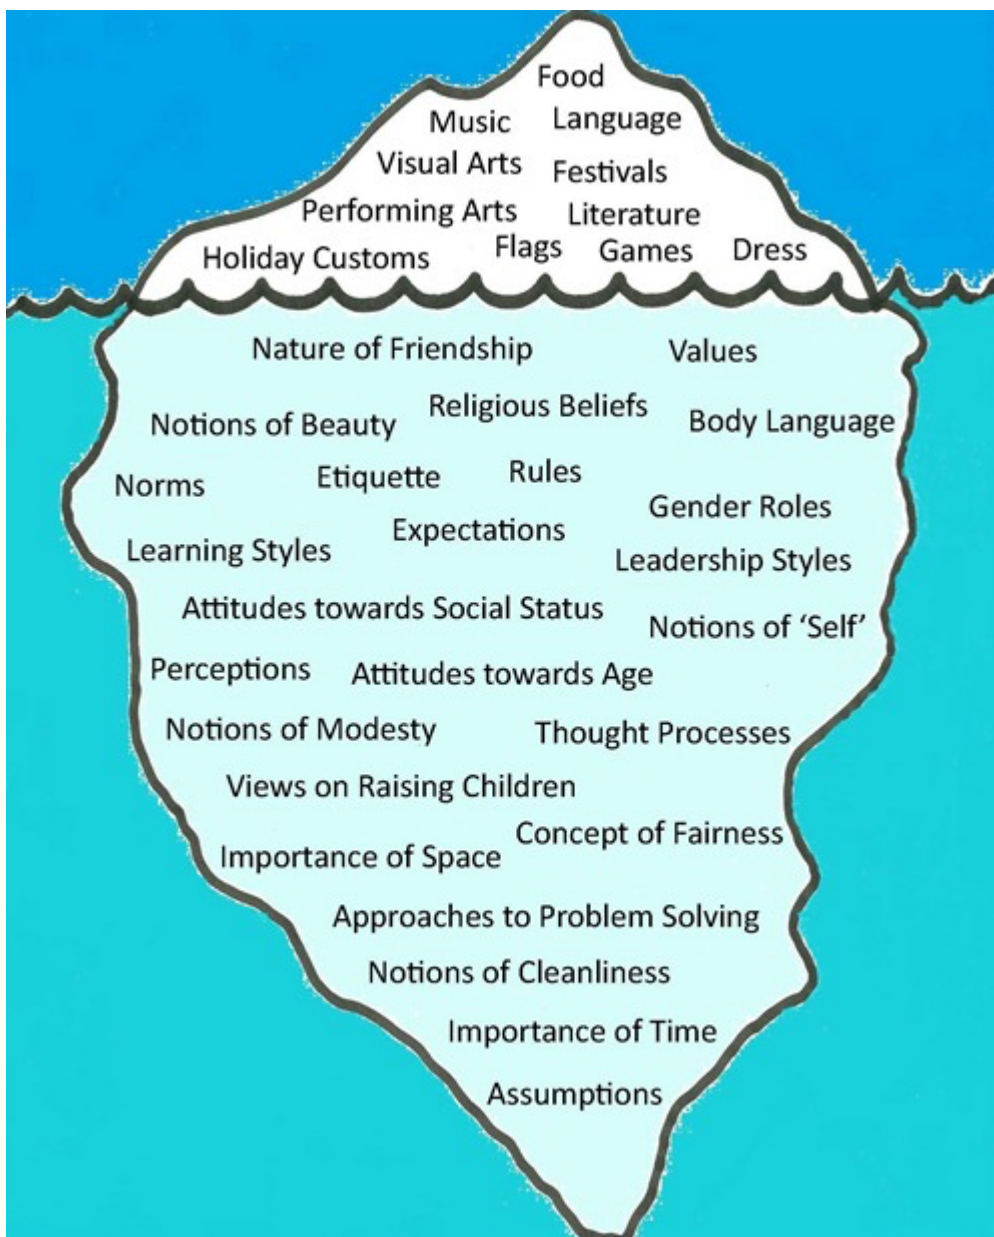 Food
Music
Language
Visual Arts
Festivals
Performing Arts
Literature
Holiday Customs
Flags
Games
Dress
Nature of Friendship
Values
Notions of Beauty
Religious Beliefs
Body Language
Norms
Etiquette
Rules
Gender Roles
Learning Styles
Expectations
Leadership Styles
Attitudes towards Social Status
Notions of ‘Self’
Perceptions
Attitudes towards Age
Notions of Modesty
Thought Processes
Views on Raising Children
Concept of Fairness
Importance of Space
Approaches to Problem Solving
Notions of Cleanliness
Importance of Time
Assumptions